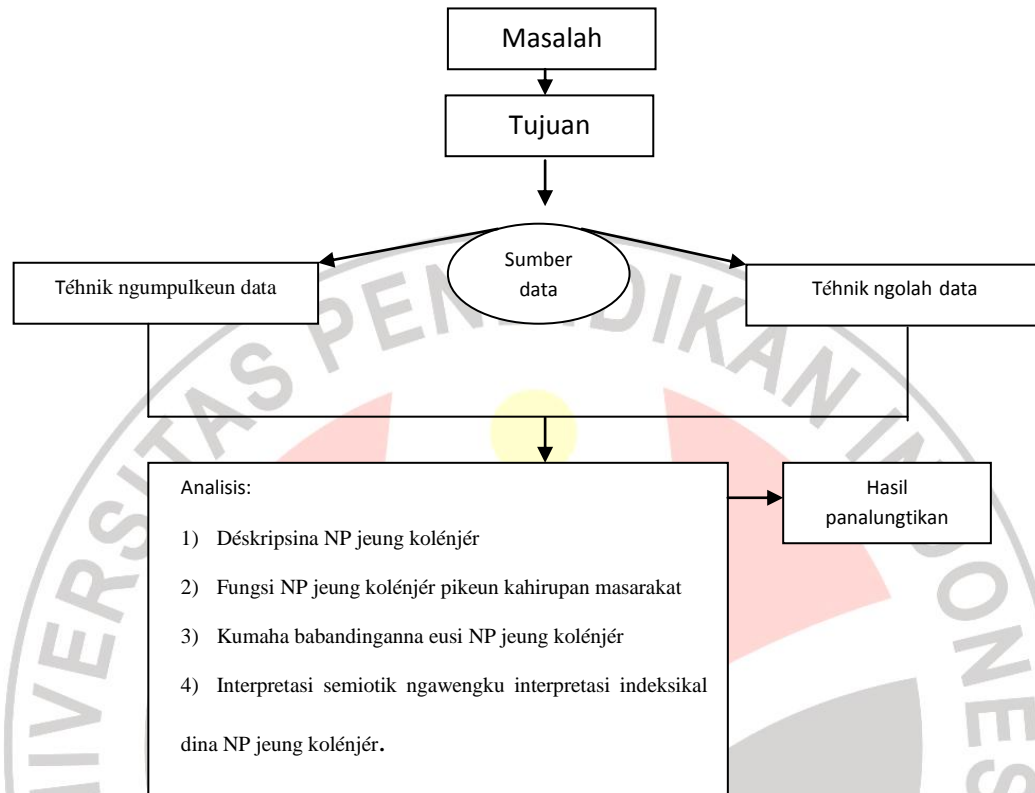 Masalah
Tujuan
Sumber
data
Téhnik ngumpulkeun data
Téhnik ngolah data
Analisis:
1) Déskripsina NP jeung kolénjér
2) Fungsi NP jeung kolénjér pikeun kahirupan masarakat
3) Kumaha babandinganna eusi NP jeung kolénjér
4) Interpretasi semiotik ngawengku interpretasi indeksikal
dina NP jeung kolénjér.
Hasil
panalungtikan